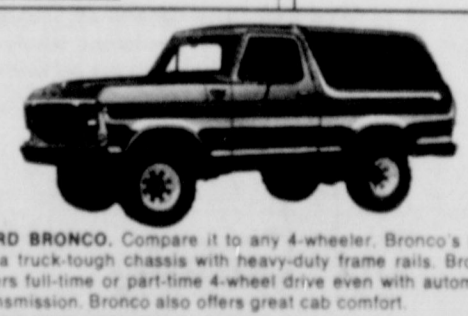 RD BRONCO. Compare it to any 4-wheeler. Bronco's
a truck-tough chassis with heavy-duty frame rails. Bro
ers full-time or part-time 4-wheel drive even with autom
nsmission. Bronco also offers great cab comfort.